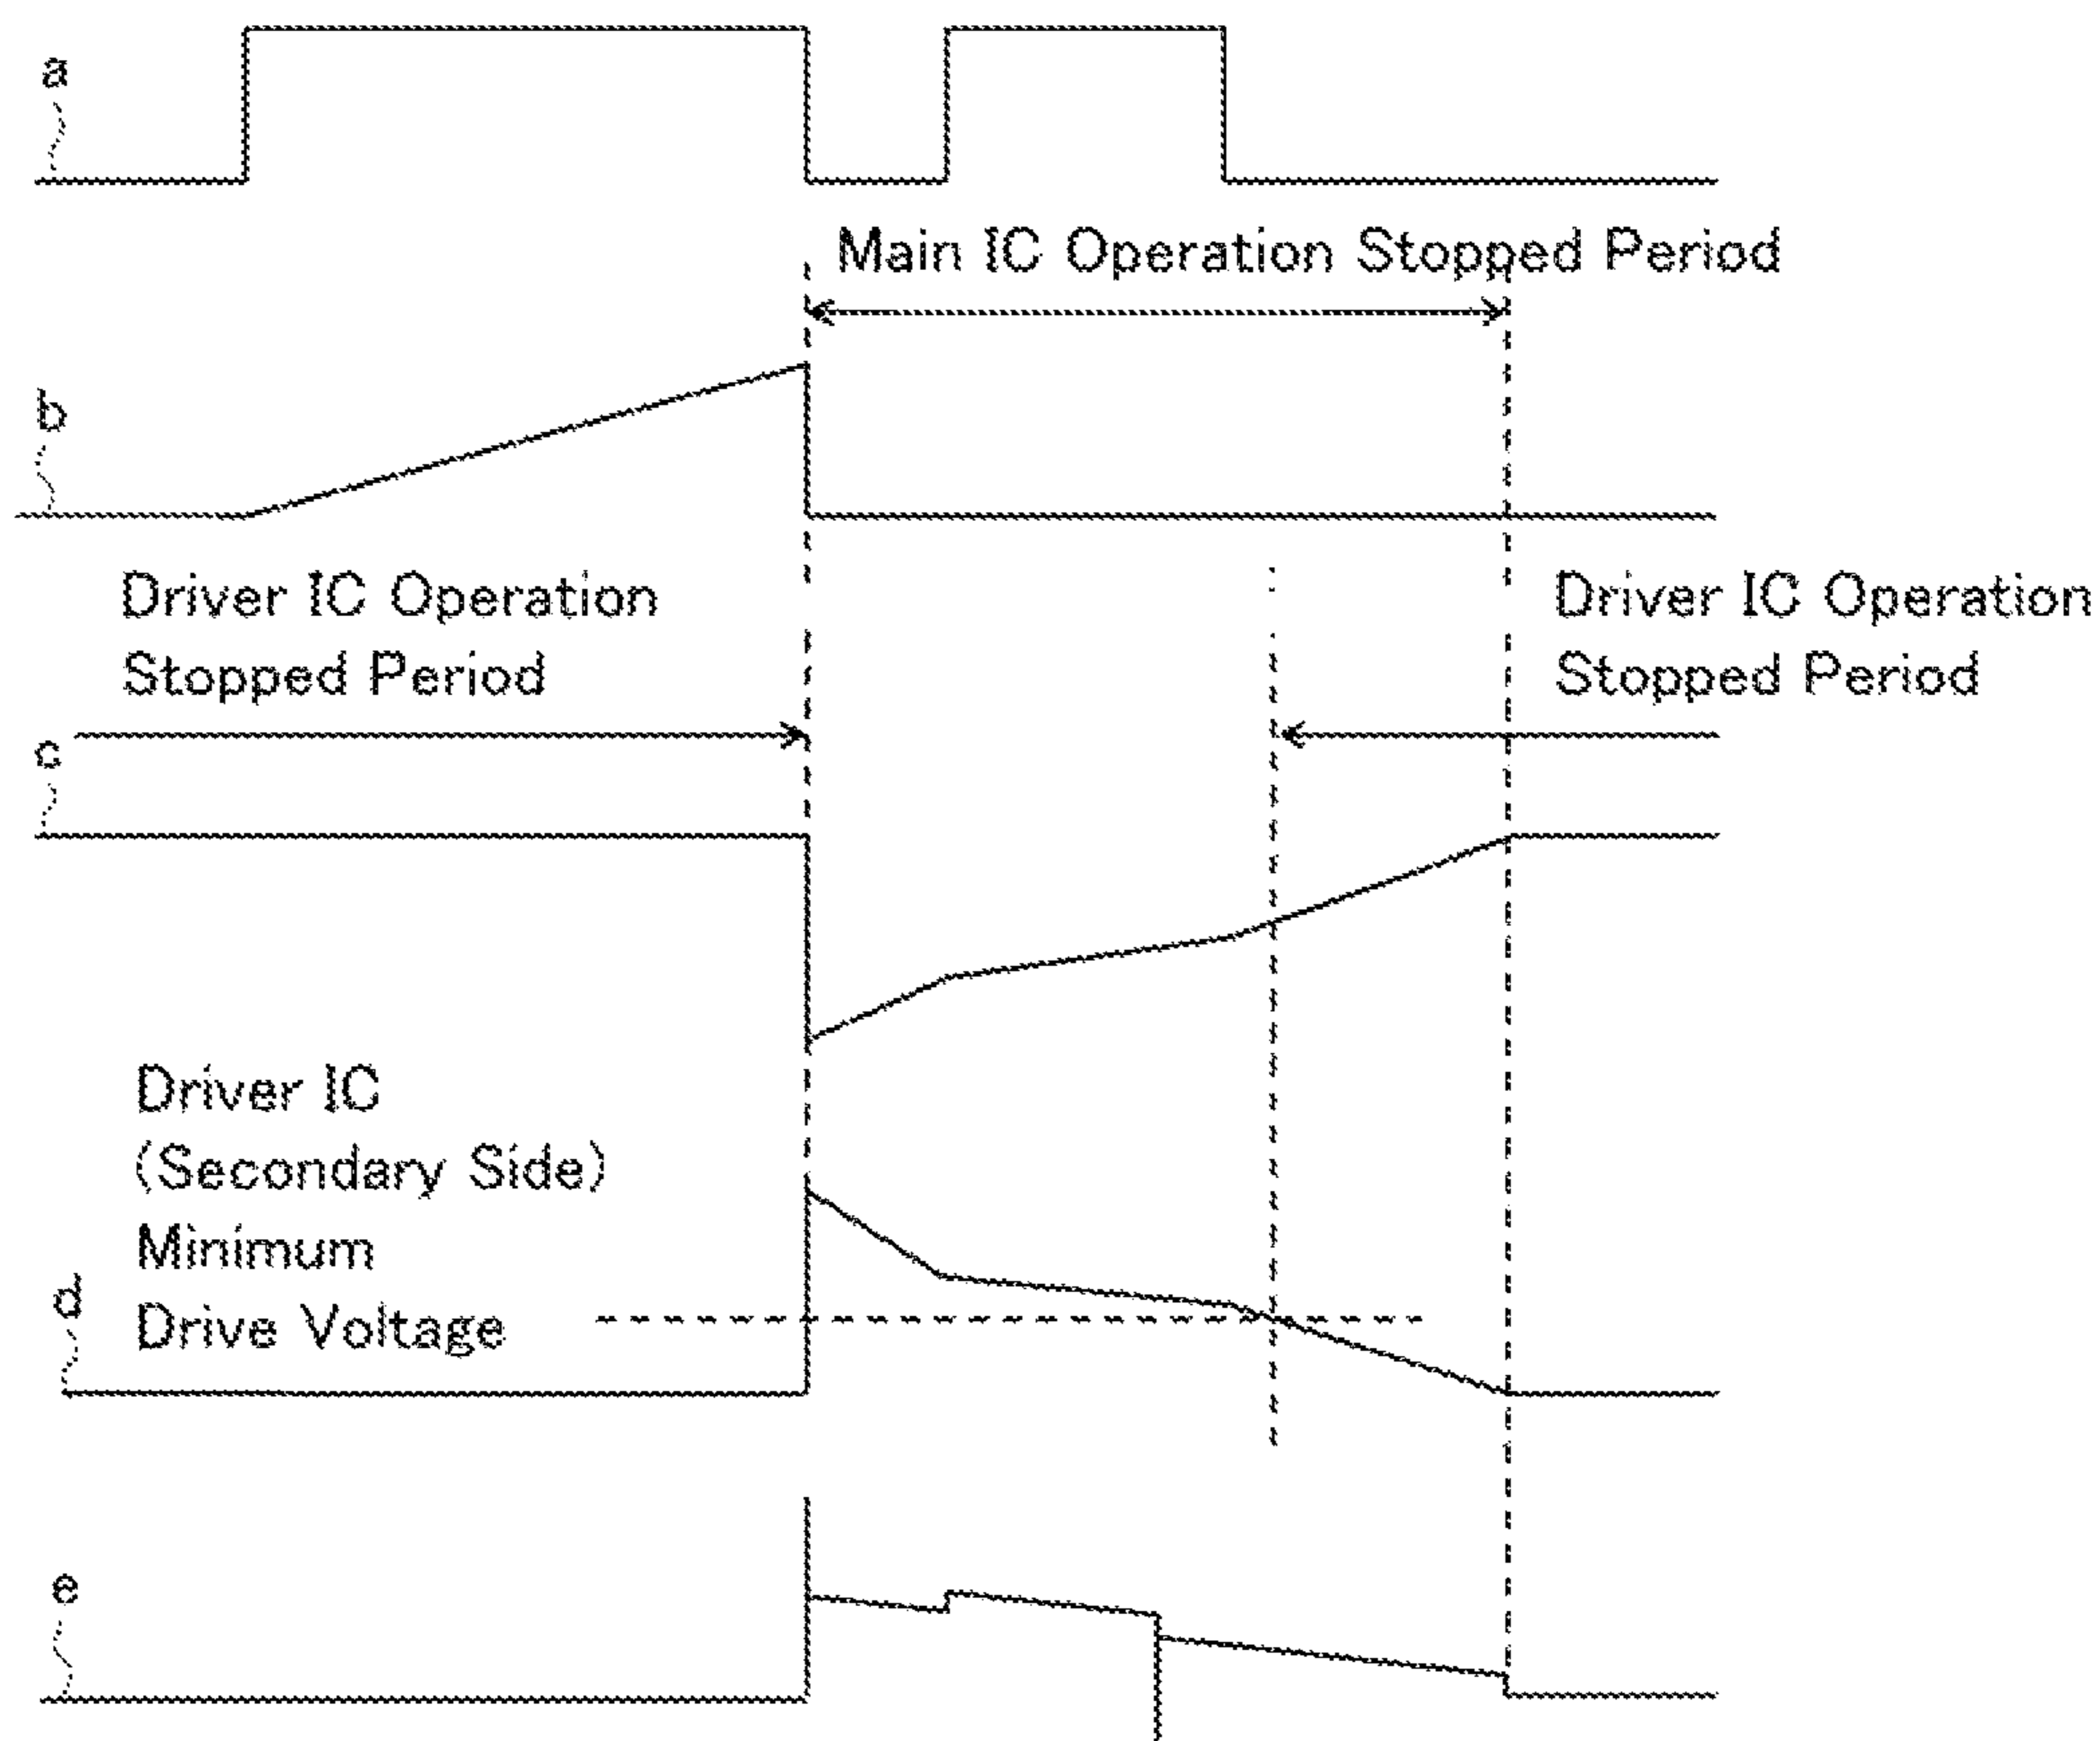 a
Main IC Operation Stopped Period
b
Driver IC Operation
Stopped Period
Driver IC Operation
Stopped Period
c
Driver IC
(Secondary Side)
Minimum
Drive Voltage
d
e